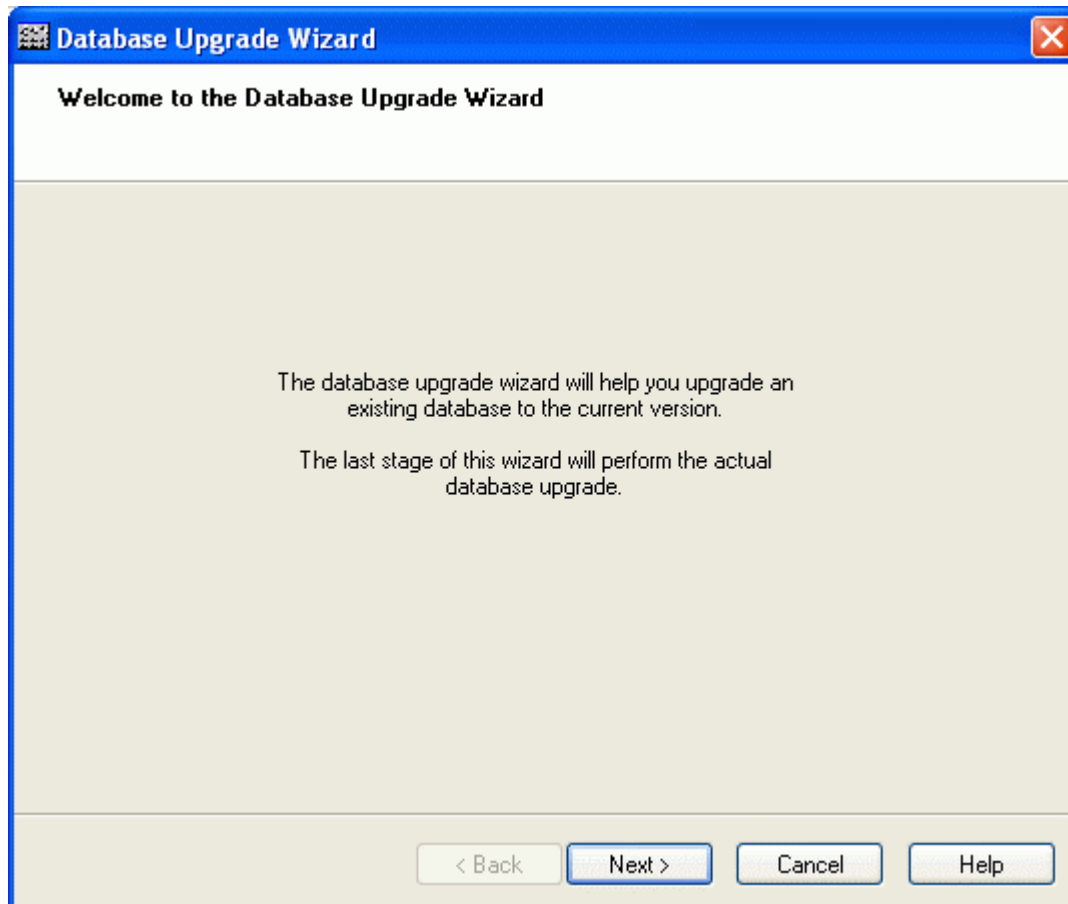 Database Upgrade Wizard
Welcome to the Database Upgrade Wizard
The database upgrade wizard will help you upgrade an
existing database to the current version.
The last stage of this wizard will perform the actual
database upgrade.
< Back
Next >
Cancel
Help